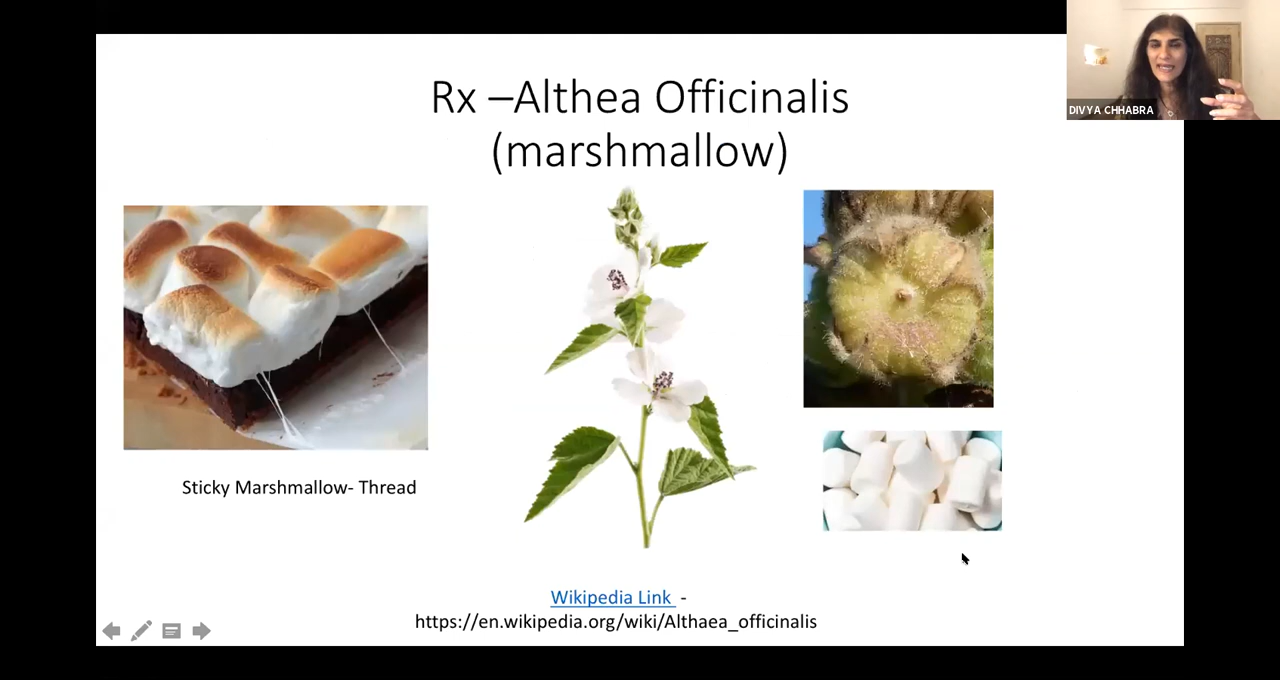 Rx –Althea Officinalis
(marshmallow)
DIVYA CHHABRA
Sticky Marshmallow- Thread
Wikipedia Link -
https://en.wikipedia.org/wiki/Althaea_officinalis